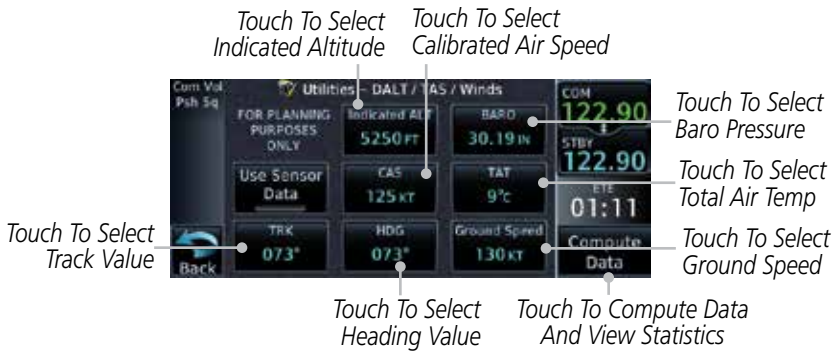 Touch To Select
Indicated Altitude
Touch To Select
Calibrated Air Speed
Com Vol
Psh Sq
Utilities – DALT / TAS / Winds
FOR PLANNING
PURPOSES
ONLY
Indicated ALT
5250 FT
BARO
30.19 IN
COM
122.90
STBY
122.90
Touch To Select
Baro Pressure
Use Sensor
Data
CAS
125 KT
TAT
9°C
ETE
01:11
Touch To Select
Total Air Temp
Touch To Select
Track Value
Back
TRK
073°
HDG
073°
Ground Speed
130 KT
Compute
Data
Touch To Select
Ground Speed
Touch To Select
Heading Value
Touch To Compute Data
And View Statistics